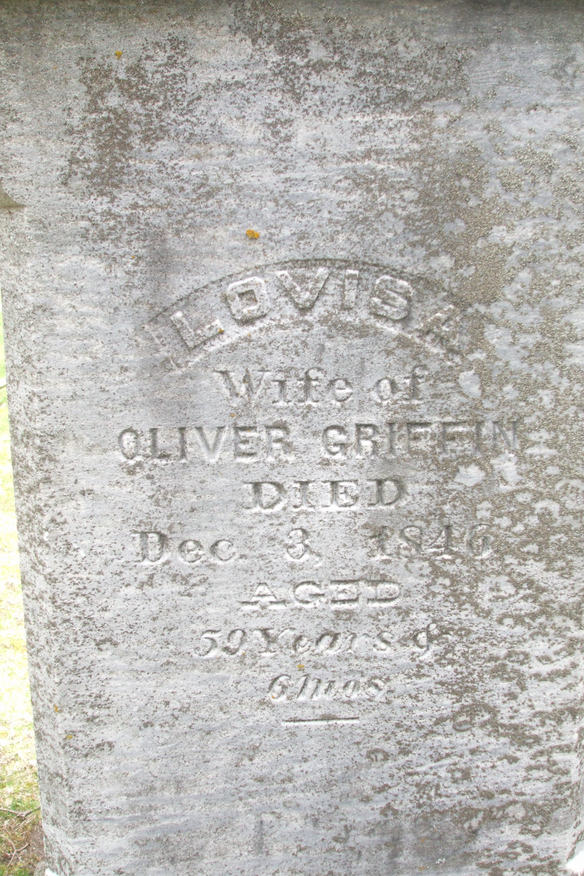 LOVISA
Wife of
OLIVER GRIFFIN
DIED
Dec. 3, 1846
AGED
59 Years &
6 mos